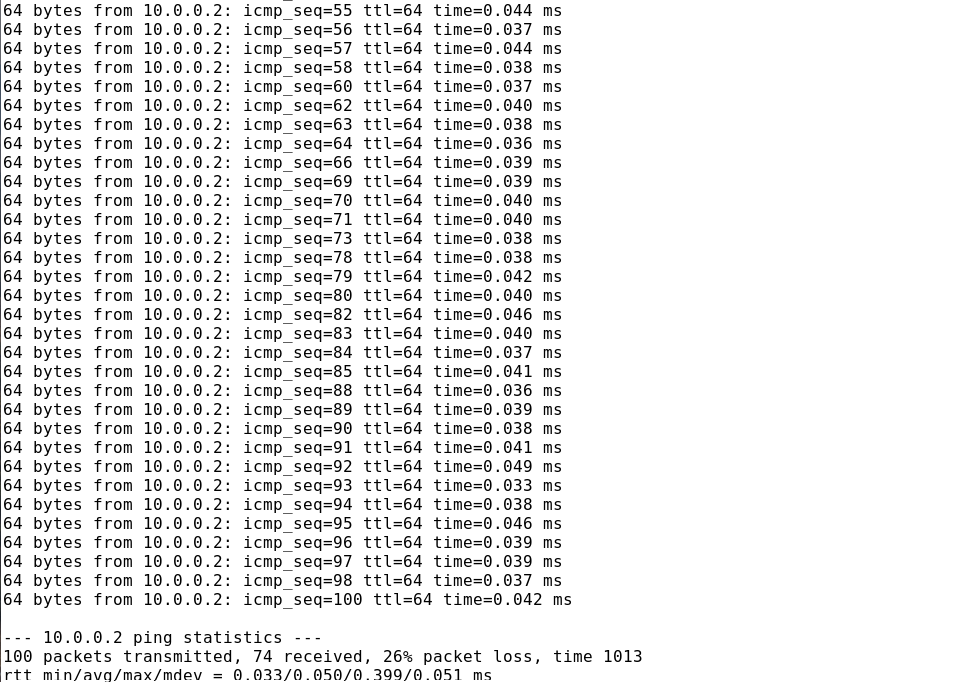 64 bytes from 10.0.0.2: icmp_seq=55 ttl=64 time=0.044 ms
64 bytes from 10.0.0.2: icmp_seq=56 ttl=64 time=0.037 ms
64 bytes from 10.0.0.2: icmp_seq=57 ttl=64 time=0.044 ms
64 bytes from 10.0.0.2: icmp_seq=58 ttl=64 time=0.038 ms
64 bytes from 10.0.0.2: icmp_seq=60 ttl=64 time=0.037 ms
64 bytes from 10.0.0.2: icmp_seq=62 ttl=64 time=0.040 ms
64 bytes from 10.0.0.2: icmp_seq=63 ttl=64 time=0.038 ms
64 bytes from 10.0.0.2: icmp_seq=64 ttl=64 time=0.036 ms
64 bytes from 10.0.0.2: icmp_seq=66 ttl=64 time=0.039 ms
64 bytes from 10.0.0.2: icmp_seq=69 ttl=64 time=0.039 ms
64 bytes from 10.0.0.2: icmp_seq=70 ttl=64 time=0.040 ms
64 bytes from 10.0.0.2: icmp_seq=71 ttl=64 time=0.040 ms
64 bytes from 10.0.0.2: icmp_seq=73 ttl=64 time=0.038 ms
64 bytes from 10.0.0.2: icmp_seq=78 ttl=64 time=0.038 ms
64 bytes from 10.0.0.2: icmp_seq=79 ttl=64 time=0.042 ms
64 bytes from 10.0.0.2: icmp_seq=80 ttl=64 time=0.040 ms
64 bytes from 10.0.0.2: icmp_seq=82 ttl=64 time=0.046 ms
64 bytes from 10.0.0.2: icmp_seq=83 ttl=64 time=0.040 ms
64 bytes from 10.0.0.2: icmp_seq=84 ttl=64 time=0.037 ms
64 bytes from 10.0.0.2: icmp_seq=85 ttl=64 time=0.041 ms
64 bytes from 10.0.0.2: icmp_seq=88 ttl=64 time=0.036 ms
64 bytes from 10.0.0.2: icmp_seq=89 ttl=64 time=0.039 ms
64 bytes from 10.0.0.2: icmp_seq=90 ttl=64 time=0.038 ms
64 bytes from 10.0.0.2: icmp_seq=91 ttl=64 time=0.041 ms
64 bytes from 10.0.0.2: icmp_seq=92 ttl=64 time=0.049 ms
64 bytes from 10.0.0.2: icmp_seq=93 ttl=64 time=0.033 ms
64 bytes from 10.0.0.2: icmp_seq=94 ttl=64 time=0.038 ms
64 bytes from 10.0.0.2: icmp_seq=95 ttl=64 time=0.046 ms
64 bytes from 10.0.0.2: icmp_seq=96 ttl=64 time=0.039 ms
64 bytes from 10.0.0.2: icmp_seq=97 ttl=64 time=0.039 ms
64 bytes from 10.0.0.2: icmp_seq=98 ttl=64 time=0.037 ms
64 bytes from 10.0.0.2: icmp_seq=100 ttl=64 time=0.042 ms
--- 10.0.0.2 ping statistics ---
100 packets transmitted, 74 received, 26% packet loss, time 1013
rtt min/avg/max/mdev = 0.033/0.050/0.399/0.051 ms